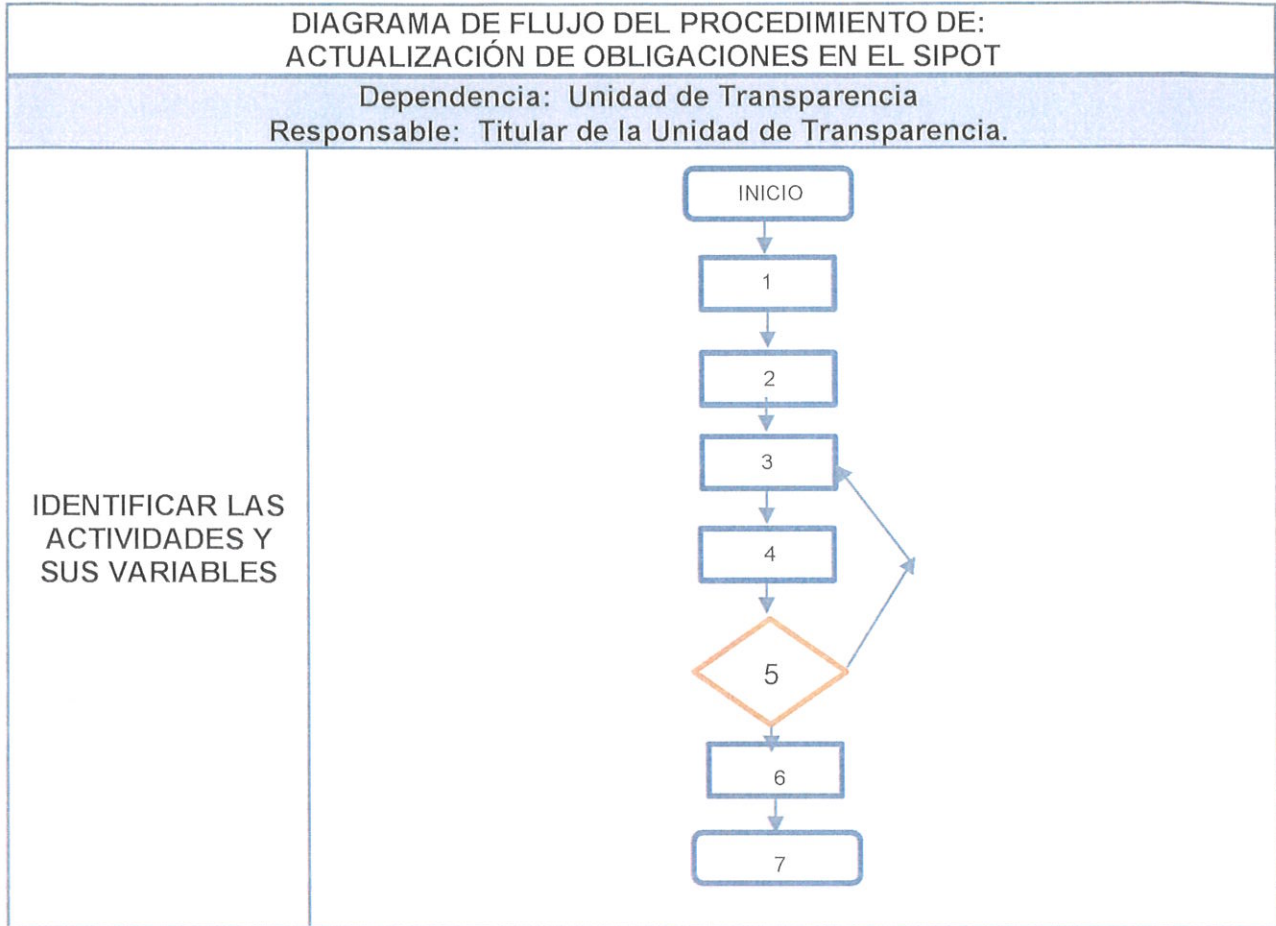 DIAGRAMA DE FLUJO DEL PROCEDIMIENTO DE:
ACTUALIZACIÓN DE OBLIGACIONES EN EL SIPOT
Dependencia: Unidad de Transparencia
Responsable: Titular de la Unidad de Transparencia.
IDENTIFICAR LAS
ACTIVIDADES Y
SUS VARIABLES
INICIO
1
2
3
4
5
6
7